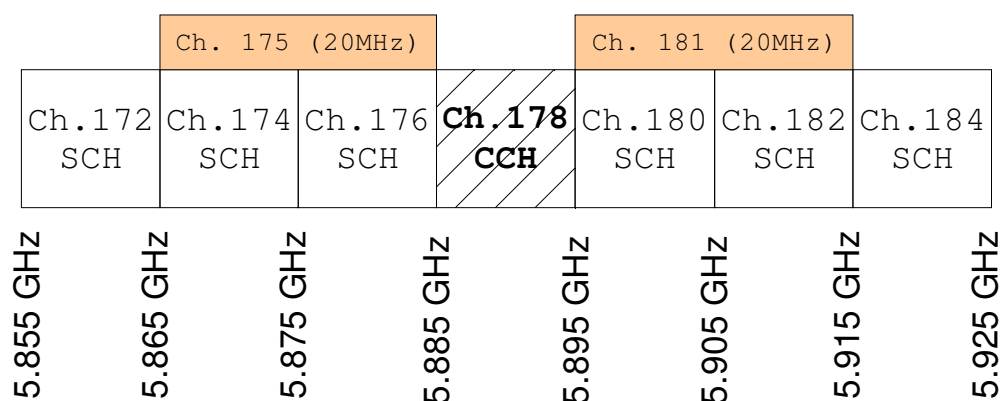 Ch. 175 (20MHz)
Ch. 181 (20MHz)
Ch.172
SCH
Ch.174
SCH
Ch.176
SCH
Ch.178
CCH
Ch.180
SCH
Ch.182
SCH
Ch.184
SCH
5.855 GHz
5.865 GHz
5.875 GHz
5.885 GHz
5.895 GHz
5.905 GHz
5.915 GHz
5.925 GHz